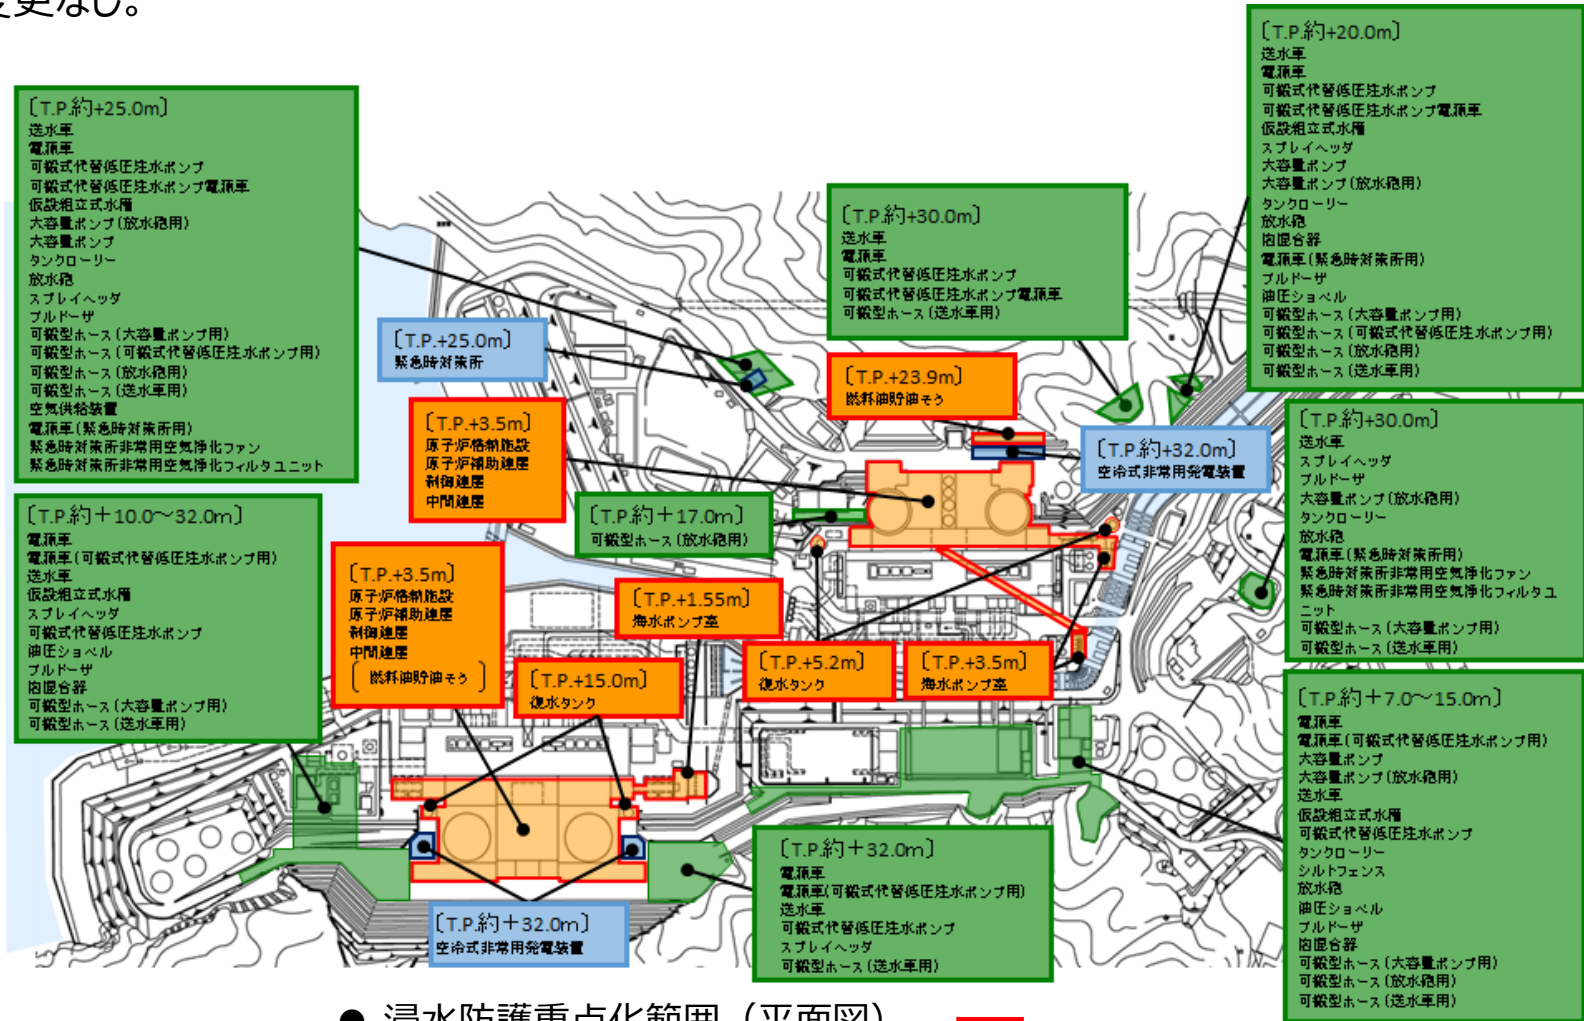 変更なし。
〔T.P.約+25.0m〕
送水車
電源車
可搬式代替低圧注水ポンプ
可搬式代替低圧注水ポンプ電源車
仮設組立式水槽
大容量ポンプ(放水砲用)
大容量ポンプ
タンクローリー
放水砲
スプレイヘッダ
ブルドーザ
可搬型ホース(大容量ポンプ用)
可搬型ホース(可搬式代替低圧注水ポンプ用)
可搬型ホース(放水砲用)
可搬型ホース(送水車用)
空気供給装置
電源車(緊急時対策所用)
緊急時対策所非常用空気浄化ファン
緊急時対策所非常用空気浄化フィルタユニット
〔T.P.+25.0m〕
緊急時対策所
〔T.P.+3.5m〕
原子炉格納施設
原子炉補助建屋
制御建屋
中間建屋
〔T.P.約+30.0m〕
送水車
電源車
可搬式代替低圧注水ポンプ
可搬式代替低圧注水ポンプ電源車
可搬型ホース(送水車用)
〔T.P.+23.9m〕
燃料油貯油そう
〔T.P.約+20.0m〕
送水車
電源車
可搬式代替低圧注水ポンプ
可搬式代替低圧注水ポンプ電源車
仮設組立式水槽
スプレイヘッダ
大容量ポンプ
大容量ポンプ(放水砲用)
タンクローリー
放水砲
泡混合器
電源車(緊急時対策所用)
ブルドーザ
油圧ショベル
可搬型ホース(大容量ポンプ用)
可搬型ホース(可搬式代替低圧注水ポンプ用)
可搬型ホース(放水砲用)
可搬型ホース(送水車用)
〔T.P.約+32.0m〕
空冷式非常用発電装置
〔T.P.約+30.0m〕
送水車
スプレイヘッダ
ブルドーザ
大容量ポンプ(放水砲用)
タンクローリー
放水砲
電源車(緊急時対策所用)
緊急時対策所非常用空気浄化ファン
緊急時対策所非常用空気浄化フィルタユ
ニット
可搬型ホース(大容量ポンプ用)
可搬型ホース(送水車用)
〔T.P.約＋17.0m〕
可搬型ホース(放水砲用)
〔T.P.約＋10.0～32.0m〕
電源車
電源車(可搬式代替低圧注水ポンプ用)
送水車
仮設組立式水槽
スプレイヘッダ
可搬式代替低圧注水ポンプ
油圧ショベル
ブルドーザ
泡混合器
可搬型ホース(大容量ポンプ用)
可搬型ホース(送水車用)
〔T.P.+3.5m〕
原子炉格納施設
原子炉補助建屋
制御建屋
中間建屋
〔燃料油貯油そう〕
〔T.P.+1.55m〕
海水ポンプ室
〔T.P.+15.0m〕
復水タンク
〔T.P.+5.2m〕
復水タンク
〔T.P.+3.5m〕
海水ポンプ室
〔T.P.約＋7.0～15.0m〕
電源車
電源車(可搬式代替低圧注水ポンプ用)
大容量ポンプ
大容量ポンプ(放水砲用)
送水車
仮設組立式水槽
可搬式代替低圧注水ポンプ
タンクローリー
シルトフェンス
放水砲
油圧ショベル
ブルドーザ
泡混合器
可搬型ホース(大容量ポンプ用)
可搬型ホース(放水砲用)
可搬型ホース(送水車用)
〔T.P.約＋32.0m〕
電源車
電源車(可搬式代替低圧注水ポンプ用)
送水車
可搬式代替低圧注水ポンプ
スプレイヘッダ
可搬型ホース(送水車用)
〔T.P.約＋32.0m〕
空冷式非常用発電装置
● 浸水防護重点化範囲（平面図）